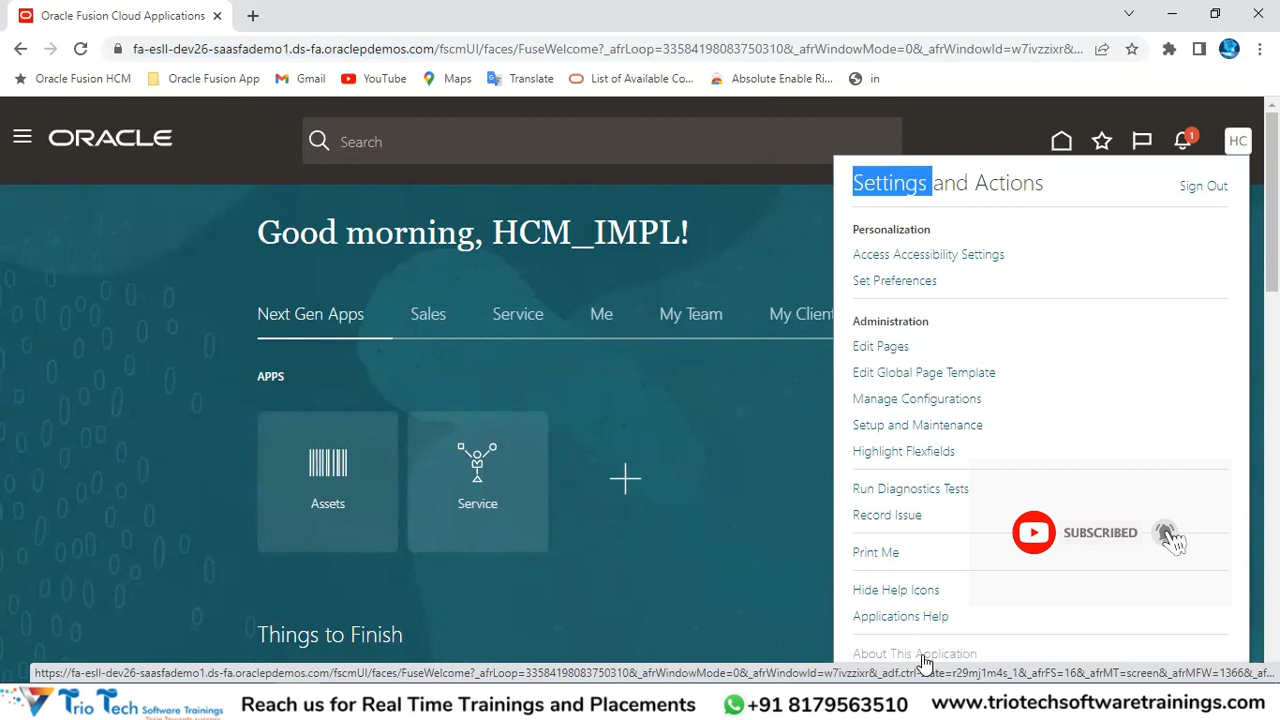 Oracle Fusion Cloud Applications
fa-esll-dev26-saasfademo1.ds-fa.oraclepdemos.com/fscmUI/faces/FuseWelcome?_afrLoop=33584198083750310&_afrWindowMode=0&_afrWindowId=w7ivzzixr&...
Oracle Fusion HCM
Oracle Fusion App
Gmail
YouTube
Maps
Translate
List of Available Co...
Absolute Enable Ri...
in
ORACLE
Search
1
HC
Settings and Actions
Sign Out
Good morning, HCM_IMPL!
Personalization
Access Accessibility Settings
Set Preferences
Next Gen Apps
Sales
Service
Me
My Team
My Clien
Administration
Edit Pages
Edit Global Page Template
Manage Configurations
Setup and Maintenance
Highlight Flexfields
APPS
Assets
Service
Run Diagnostics Tests
Record Issue
SUBSCRIBED
Print Me
Hide Help Icons
Applications Help
Things to Finish
About This Application
Trio Tech Software Trainings
Trio Towards success
Reach us for Real Time Trainings and Placements
+91 8179563510
www.triotechsoftwaretrainings.com